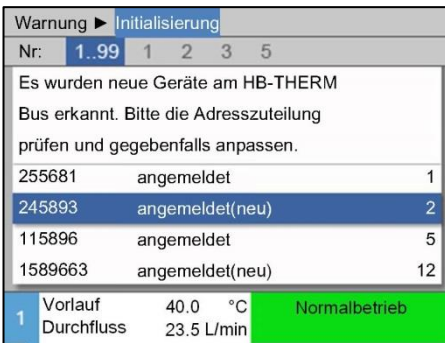 Warnung ► Initialisierung
Nr: 1..99 1 2 3 5
Es wurden neue Geräte am HB-THERM
Bus erkannt. Bitte die Adresszuteilung
prüfen und gegebenfalls anpassen.
255681 angemeldet 1
245893 angemeldet(neu) 2
115896 angemeldet 5
1589663 angemeldet(neu) 12
1 Vorlauf 40.0 °C Normalbetrieb
Durchfluss 23.5 L/min